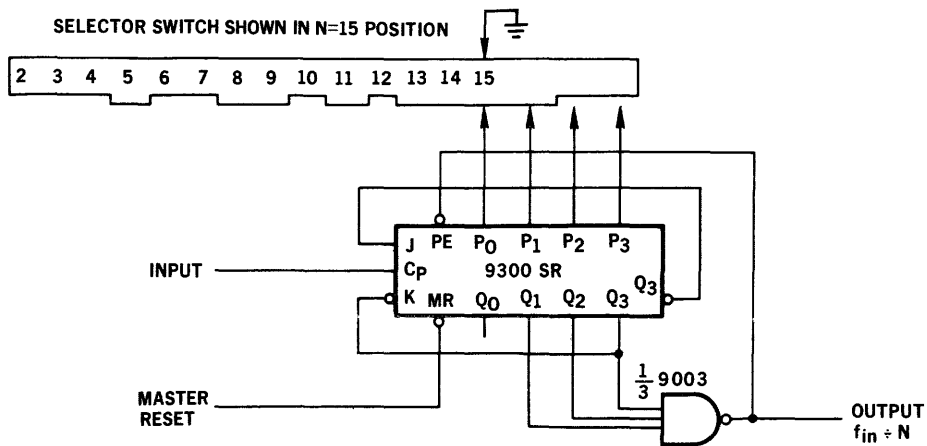 SELECTOR SWITCH SHOWN IN N=15 POSITION
2 3 4 5 6 7 8 9 10 11 12 13 14 15
J PE P0 P1 P2 P3
INPUT CP 9300 SR Q3
K MR Q0 Q1 Q2 Q3
1/3 9003
MASTER
RESET
OUTPUT
fin ÷ N